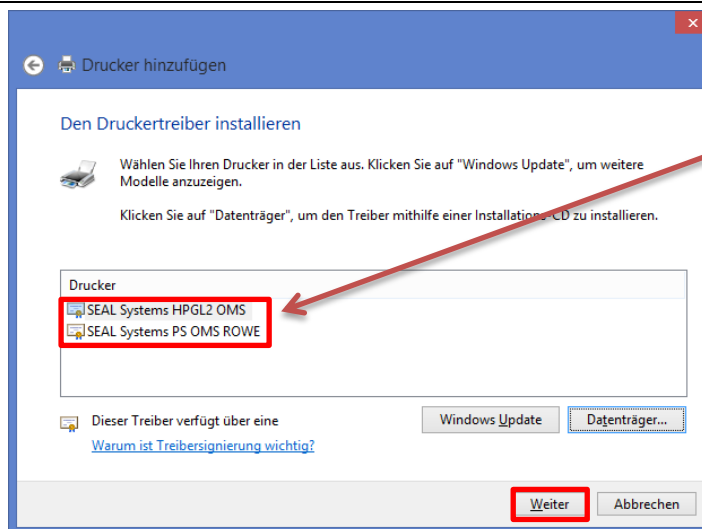 Drucker hinzufügen
Den Druckertreiber installieren
Wählen Sie Ihren Drucker in der Liste aus. Klicken Sie auf "Windows Update", um weitere
Modelle anzuzeigen.
Klicken Sie auf "Datenträger", um den Treiber mithilfe einer Installations-CD zu installieren.
Drucker
SEAL Systems HPGL2 OMS
SEAL Systems PS OMS ROWE
Dieser Treiber verfügt über eine
Windows Update
Datenträger...
Warum ist Treibersignierung wichtig?
Weiter
Abbrechen